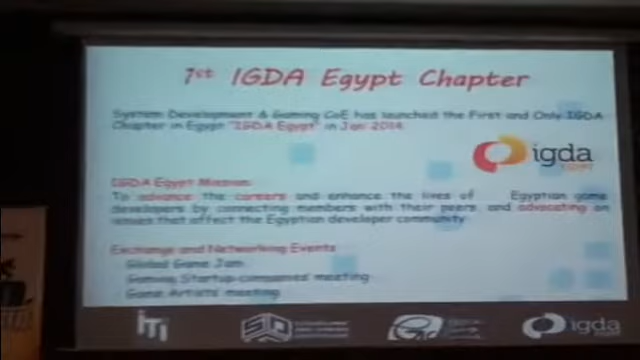 1st IGDA Egypt Chapter
System Development & Gaming CoE has launched the First and Only IGDA
Chapter in Egypt "IGDA Egypt" in Jan 2014
igda
EGYPT
IGDA Egypt Mission:
To advance the careers and enhance the lives of Egyptian game
developers by connecting members with their peers, and advocating on
issues that affect the Egyptian developer community
Exchange and Networking Events
Global Game Jam
Gaming Startup companies' meeting
Game Artists' meeting
iTi
igda